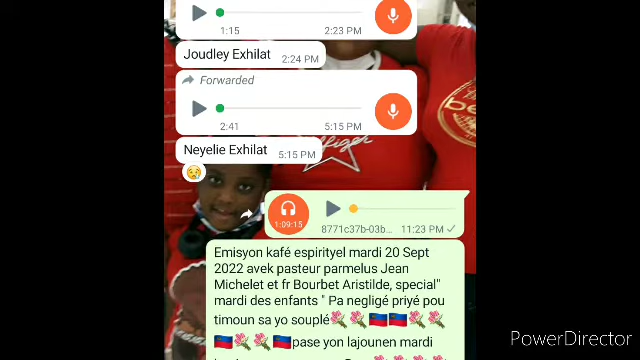 1:15 2:23 PM
Joudley Exhilat 2:24 PM
Forwarded
2:41 5:15 PM
Neyelie Exhilat 5:15 PM
1:09:15
8771c37b-03b... 11:23 PM
Emisyon kafé espirityel mardi 20 Sept
2022 avek pasteur parmelus Jean
Michelet et fr Bourbet Aristilde, special"
mardi des enfants " Pa negligé priyé pou
timoun sa yo souplé
pase yon lajounen mardi
PowerDirector